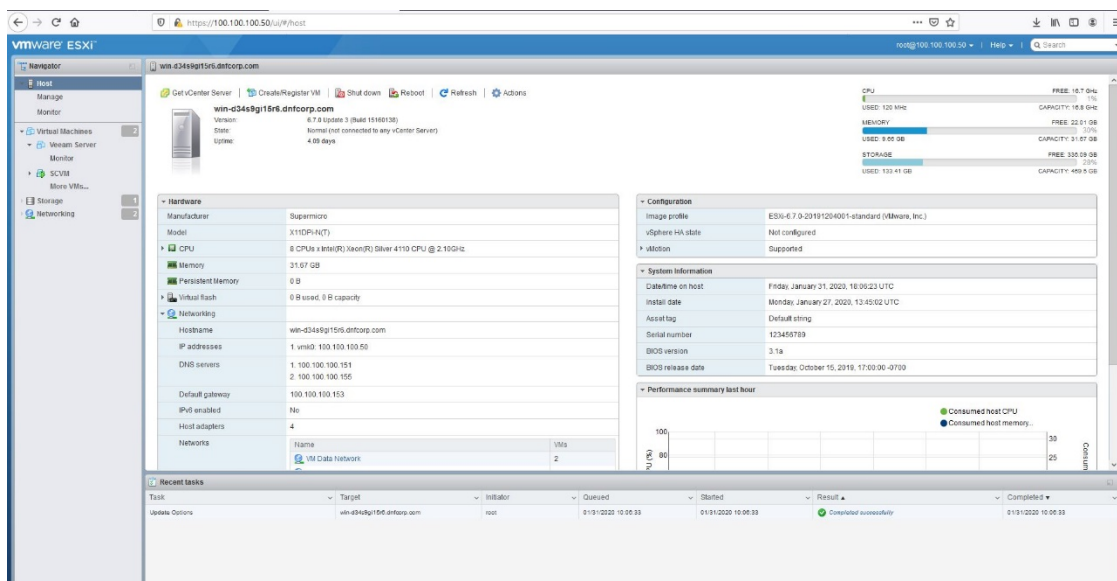 https://100.100.100.50/ui/#/host
vmware ESXi
root@100.100.100.50 | Help | Search
Navigator
win-d34s9gi15r6.dnfcorp.com
Host
Manage
Monitor
Virtual Machines 2
Veeam Server
Monitor
SCVM
More VMs...
Storage 1
Networking 2
Get vCenter Server | Create/Register VM | Shut down Reboot | Refresh | Actions
win-d34s9gi15r6.dnfcorp.com
Version: 6.7.0 Update 3 (Build 15160138)
State: Normal (not connected to any vCenter Server)
Uptime: 4.09 days
CPU FREE: 16.7 GHz
1%
USED: 120 MHz CAPACITY: 16.8 GHz
MEMORY FREE: 22.01 GB
30%
USED: 9.66 GB CAPACITY: 31.67 GB
STORAGE FREE: 336.09 GB
28%
USED: 133.41 GB CAPACITY: 469.5 GB
Hardware
Manufacturer Supermicro
Model X11DPi-N(T)
CPU 8 CPUs x Intel(R) Xeon(R) Silver 4110 CPU @ 2.10GHz
Memory 31.67 GB
Persistent Memory 0 B
Virtual flash 0 B used, 0 B capacity
Networking
Hostname win-d34s9gi15r6.dnfcorp.com
IP addresses 1. vmk0: 100.100.100.50
DNS servers 1. 100.100.100.151
2. 100.100.100.155
Default gateway 100.100.100.153
IPv6 enabled No
Host adapters 4
Networks Name VMs
VM Data Network 2
Configuration
Image profile ESXi-6.7.0-20191204001-standard (VMware, Inc.)
vSphere HA state Not configured
vMotion Supported
System Information
Date/time on host Friday, January 31, 2020, 18:06:23 UTC
Install date Monday, January 27, 2020, 13:45:02 UTC
Asset tag Default string
Serial number 123456789
BIOS version 3.1a
BIOS release date Tuesday, October 15, 2019, 17:00:00 -0700
Performance summary last hour
Consumed host CPU
Consumed host memory...
100
80
30
25
Recent tasks
Task Target Initiator Queued Started Result Completed
Update Options win-d34s9gi15r6.dnfcorp.com root 01/31/2020 10:06:33 01/31/2020 10:06:33 Completed successfully 01/31/2020 10:06:33